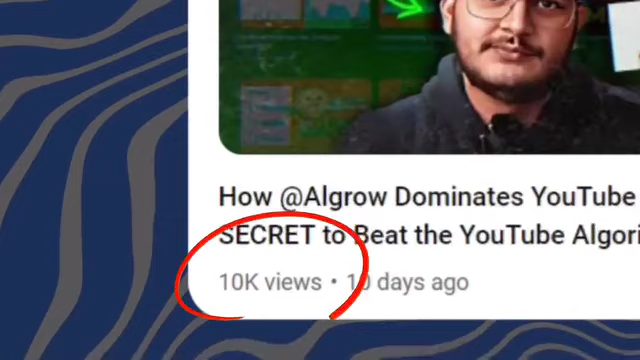 How @Algrow Dominates YouTube
SECRET to Beat the YouTube Algori
10K views • 10 days ago